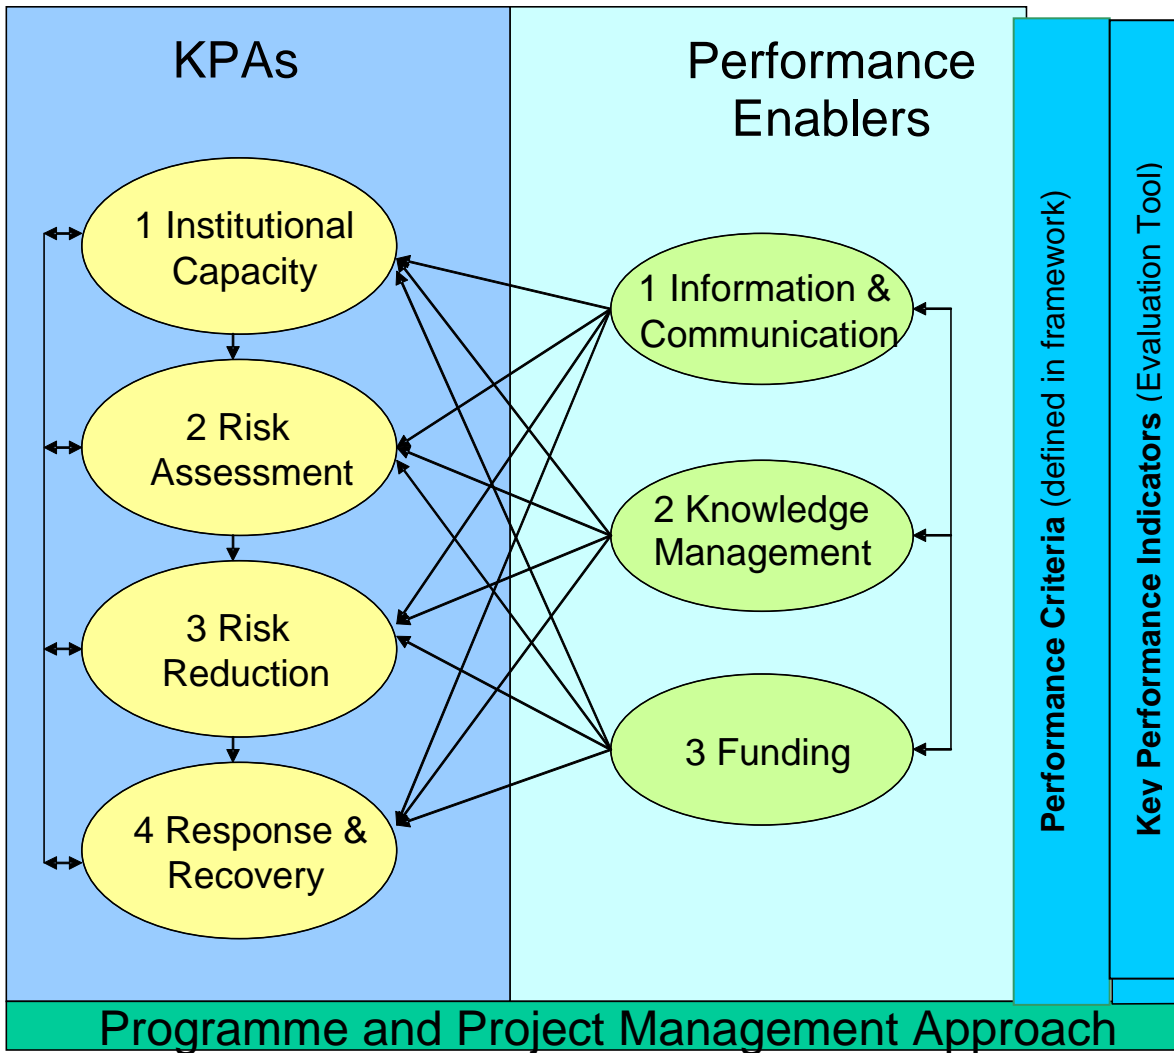 KPAs
Performance
Enablers
1 Institutional
Capacity
2 Risk
Assessment
3 Risk
Reduction
4 Response &
Recovery
1 Information &
Communication
2 Knowledge
Management
3 Funding
Performance Criteria (defined in framework)
Key Performance Indicators (Evaluation Tool)
Programme and Project Management Approach